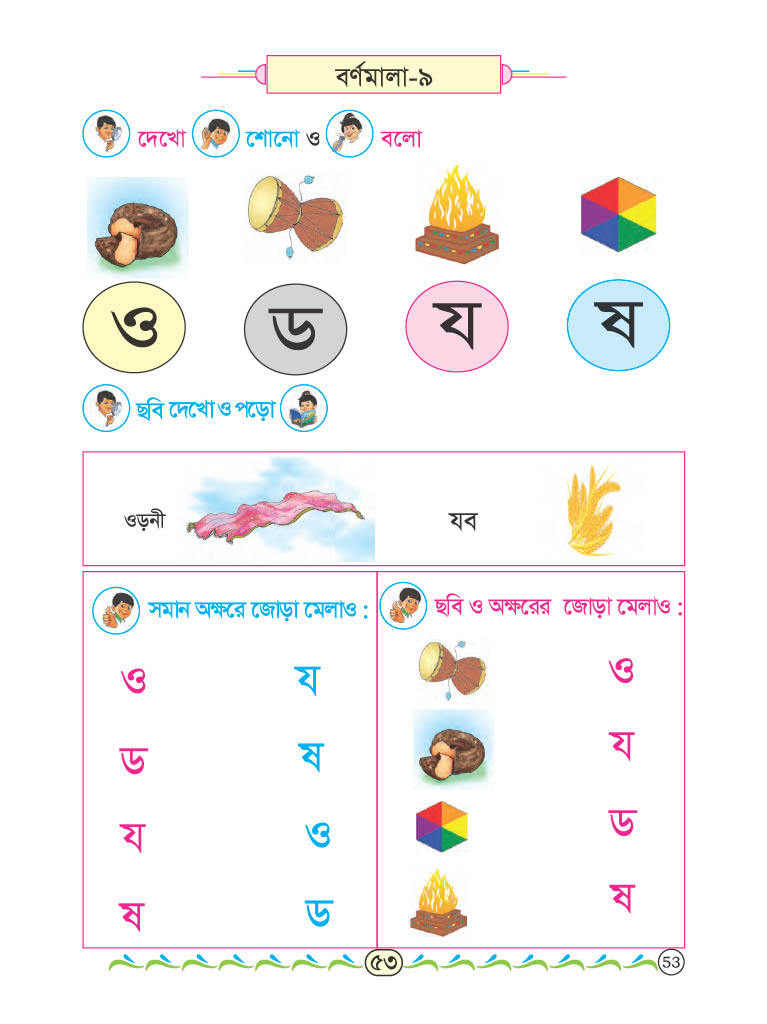 বর্ণমালা-৯
দেখো শোনো ও বলো
ও ড য ষ
ছবি দেখো ও পড়ো
ওড়নী যব
সমান অক্ষরে জোড়া মেলাও :
ও য
ড ষ
য ও
ষ ড
ছবি ও অক্ষরের জোড়া মেলাও :
ও
য
ড
ষ
৫৩
53